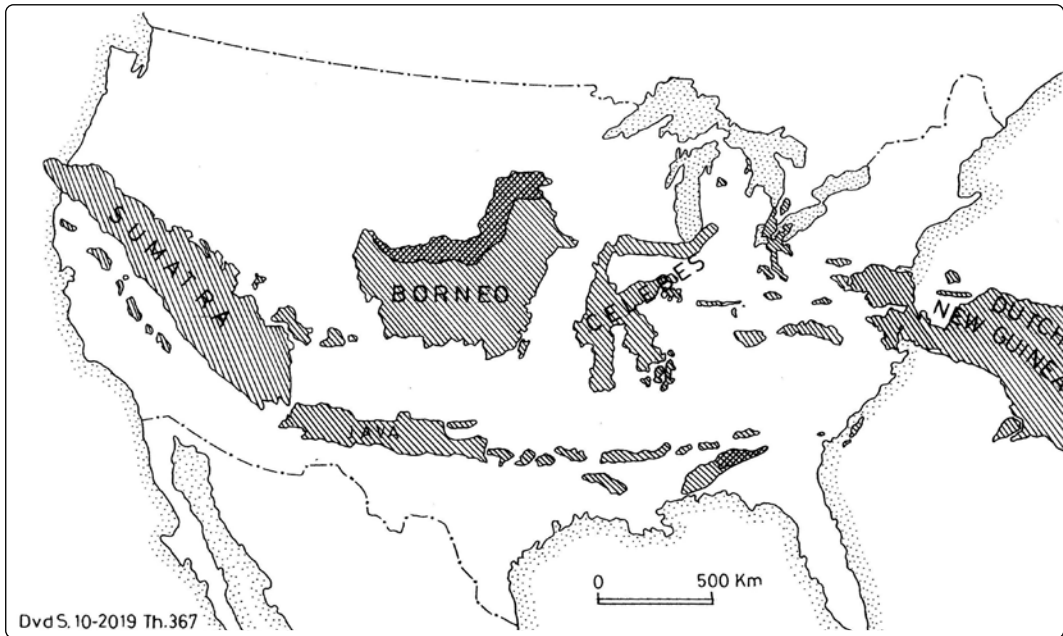 SUMATRA
BORNEO
CELEBES
DUTCH
NEW GUINEA
JAVA
0 500 Km
DvdS. 10-2019 Th.367